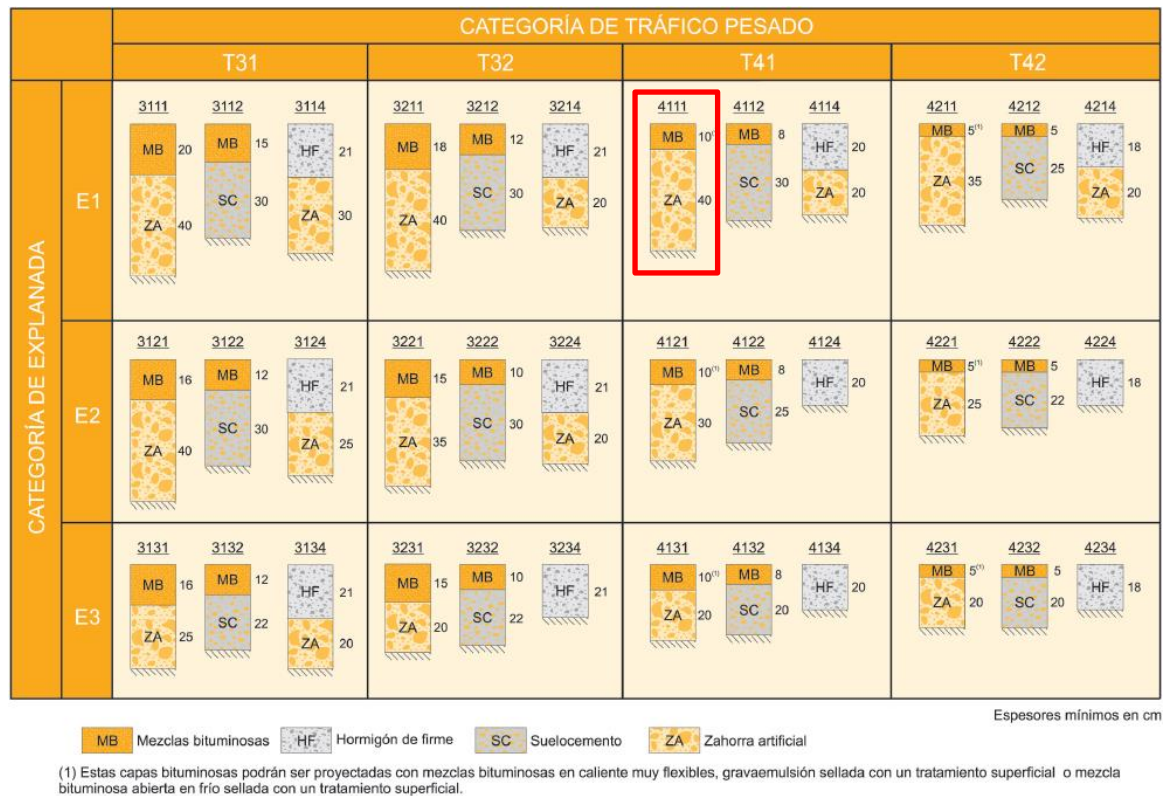 CATEGORÍA DE TRÁFICO PESADO
T31 T32 T41 T42
CATEGORÍA DE EXPLANADA
E1
3111 3112 3114 3211 3212 3214 4111 4112 4114 4211 4212 4214
MB 20 MB 15 HF 21 MB 18 MB 12 HF 21 MB 10(1) MB 8 HF 20 MB 5(1) MB 5 HF 18
ZA 40 SC 30 ZA 30 ZA 40 SC 30 ZA 20 ZA 40 SC 30 ZA 20 ZA 35 SC 25 ZA 20
E2
3121 3122 3124 3221 3222 3224 4121 4122 4124 4221 4222 4224
MB 16 MB 12 HF 21 MB 15 MB 10 HF 21 MB 10(1) MB 8 HF 20 MB 5(1) MB 5 HF 18
ZA 40 SC 30 ZA 25 ZA 35 SC 30 ZA 20 ZA 30 SC 25 ZA 25 SC 22
E3
3131 3132 3134 3231 3232 3234 4131 4132 4134 4231 4232 4234
MB 16 MB 12 HF 21 MB 15 MB 10 HF 21 MB 10(1) MB 8 HF 20 MB 5(1) MB 5 HF 18
ZA 25 SC 22 ZA 20 ZA 20 SC 22 ZA 20 SC 20 ZA 20 SC 20
Espesores mínimos en cm
MB Mezclas bituminosas HF Hormigón de firme SC Suelocemento ZA Zahorra artificial
(1) Estas capas bituminosas podrán ser proyectadas con mezclas bituminosas en caliente muy flexibles, gravaemulsión sellada con un tratamiento superficial o mezcla
bituminosa abierta en frío sellada con un tratamiento superficial.